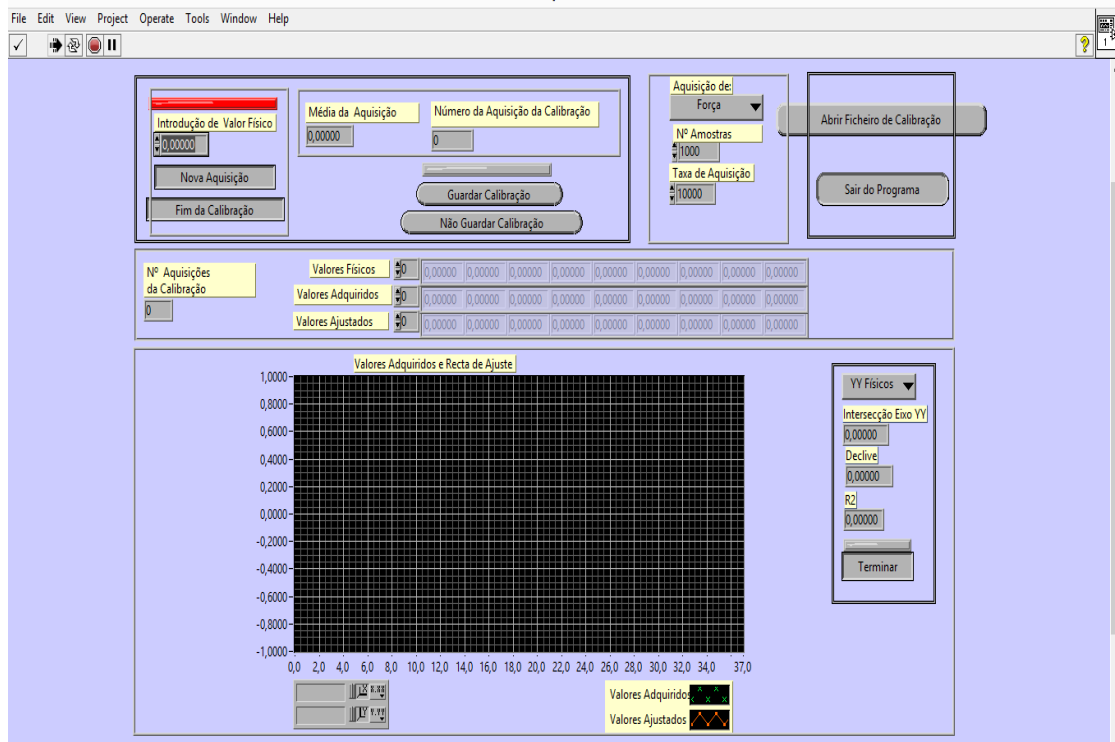 File Edit View Project Operate Tools Window Help
1
Introdução de Valor Físico
0,00000
Nova Aquisição
Fim da Calibração
Média da Aquisição
0,00000
Número da Aquisição da Calibração
0
Guardar Calibração
Não Guardar Calibração
Aquisição de:
Força
Nº Amostras
1000
Taxa de Aquisição
10000
Abrir Ficheiro de Calibração
Sair do Programa
Nº Aquisições
da Calibração
0
Valores Físicos 0 0,00000 0,00000 0,00000 0,00000 0,00000 0,00000 0,00000 0,00000 0,00000
Valores Adquiridos 0 0,00000 0,00000 0,00000 0,00000 0,00000 0,00000 0,00000 0,00000 0,00000
Valores Ajustados 0 0,00000 0,00000 0,00000 0,00000 0,00000 0,00000 0,00000 0,00000 0,00000
Valores Adquiridos e Recta de Ajuste
1,0000
0,8000
0,6000
0,4000
0,2000
0,0000
-0,2000
-0,4000
-0,6000
-0,8000
-1,0000
0,0 2,0 4,0 6,0 8,0 10,0 12,0 14,0 16,0 18,0 20,0 22,0 24,0 26,0 28,0 30,0 32,0 34,0 37,0
X
Y
Valores Adquiridos
Valores Ajustados
YY Físicos
Intersecção Eixo YY
0,00000
Declive
0,00000
R2
0,00000
Terminar